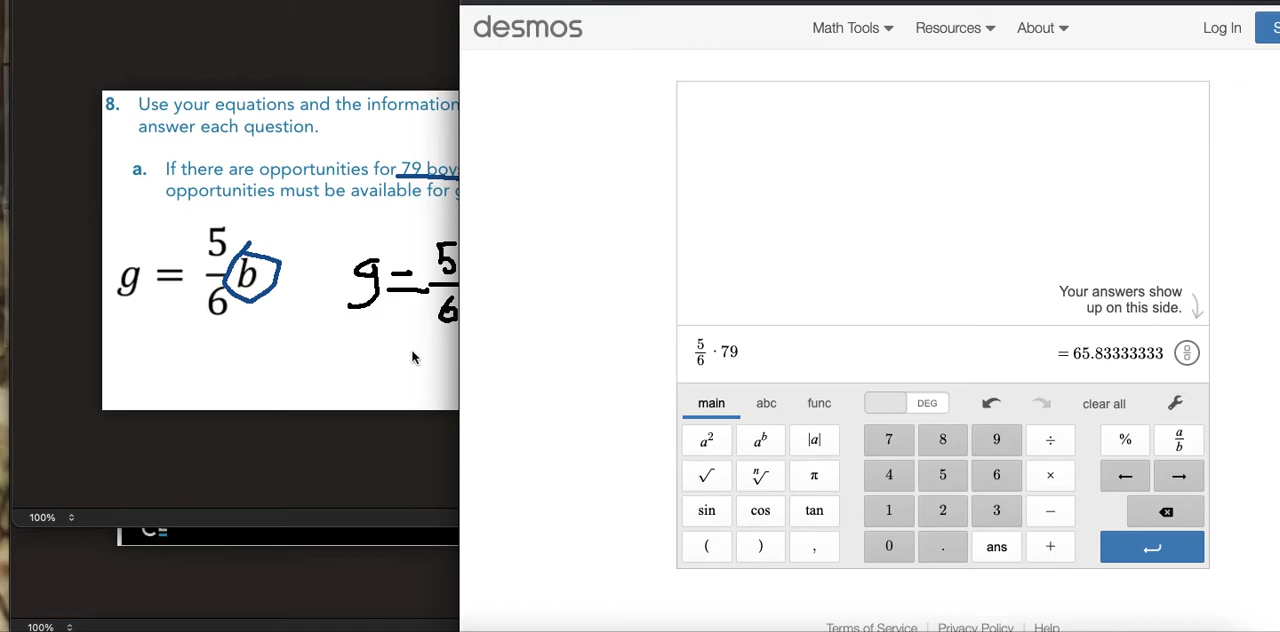 desmos
Math Tools
Resources
About
Log In
8. Use your equations and the information
answer each question.
a. If there are opportunities for 79 boys
opportunities must be available for
g = 5/6 b
g = 5/6
Your answers show
up on this side.
5/6 · 79
= 65.83333333
main abc func DEG clear all
a² aᵇ |a| 7 8 9 ÷ % a/b
√ ⁿ√ π 4 5 6 × ← →
sin cos tan 1 2 3 −
( ) , 0 . ans +
100%
100%
Terms of Service | Privacy Policy | Help